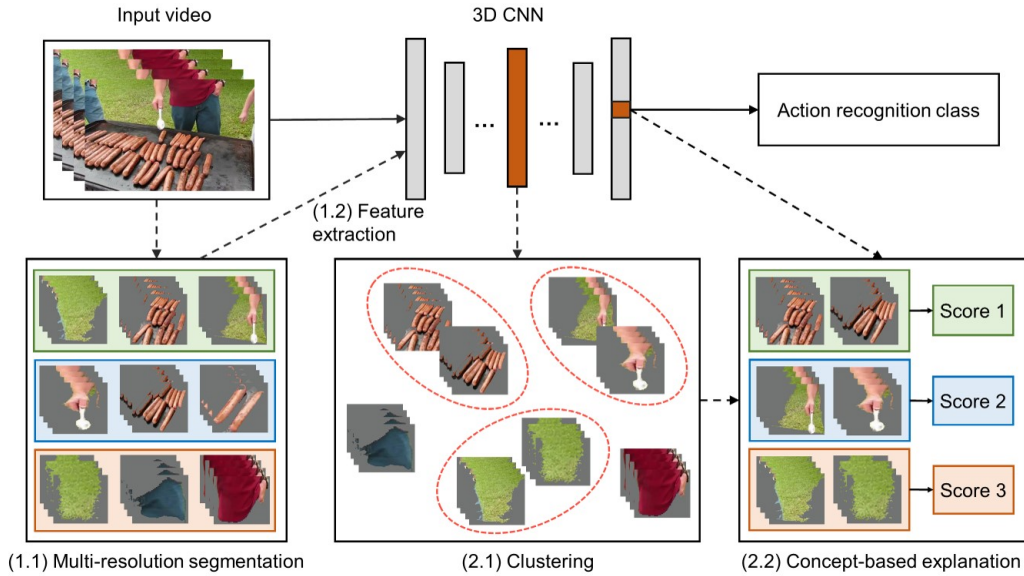 Input video
3D CNN
...
...
Action recognition class
(1.2) Feature
extraction
Score 1
Score 2
Score 3
(1.1) Multi-resolution segmentation
(2.1) Clustering
(2.2) Concept-based explanation